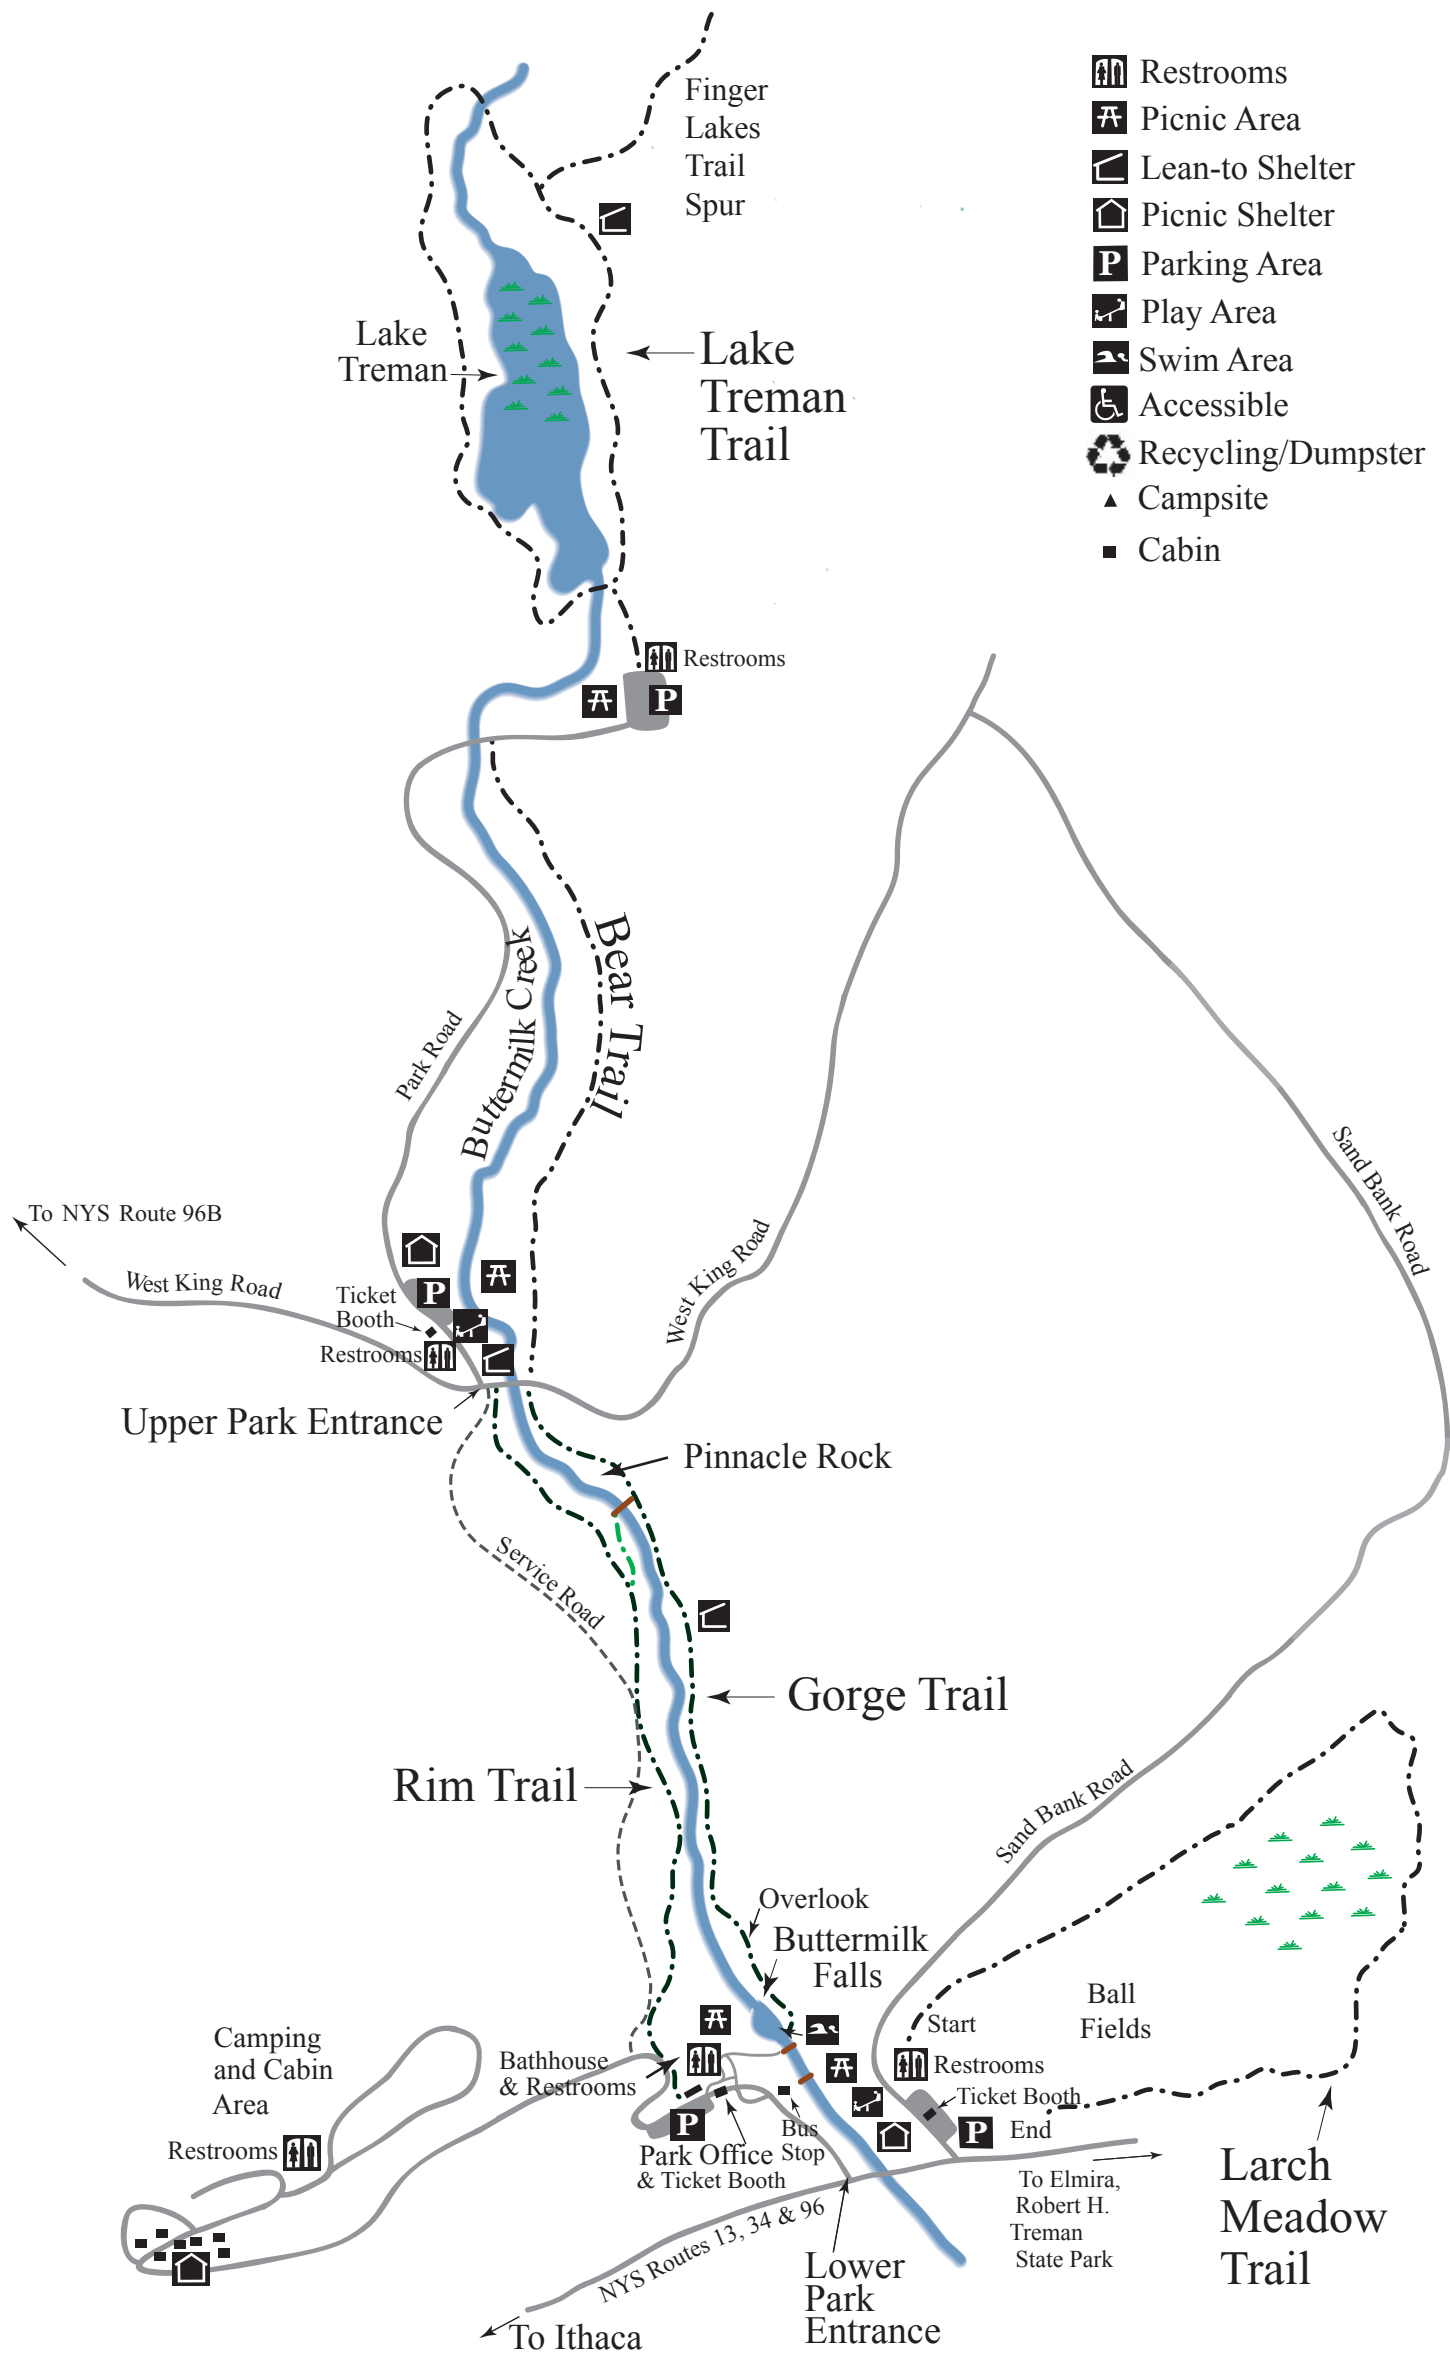 Finger
Lakes
Trail
Spur
Restrooms
Picnic Area
Lean-to Shelter
Picnic Shelter
P Parking Area
Play Area
Swim Area
Accessible
Recycling/Dumpster
Campsite
Cabin
Lake
Treman
Lake
Treman
Trail
Restrooms
P
Bear Trail
Buttermilk Creek
Park Road
Sand Bank Road
To NYS Route 96B
West King Road
West King Road
Ticket
Booth
P
Restrooms
Upper Park Entrance
Pinnacle Rock
Service Road
Gorge Trail
Rim Trail
Sand Bank Road
Overlook
Buttermilk
Falls
Ball
Fields
Start
Camping
and Cabin
Area
Bathhouse
& Restrooms
Restrooms
Ticket Booth
P
P
End
Bus
Stop
Restrooms
Park Office
& Ticket Booth
To Elmira,
Robert H.
Treman
State Park
Larch
Meadow
Trail
NYS Routes 13, 34 & 96
Lower
Park
Entrance
To Ithaca